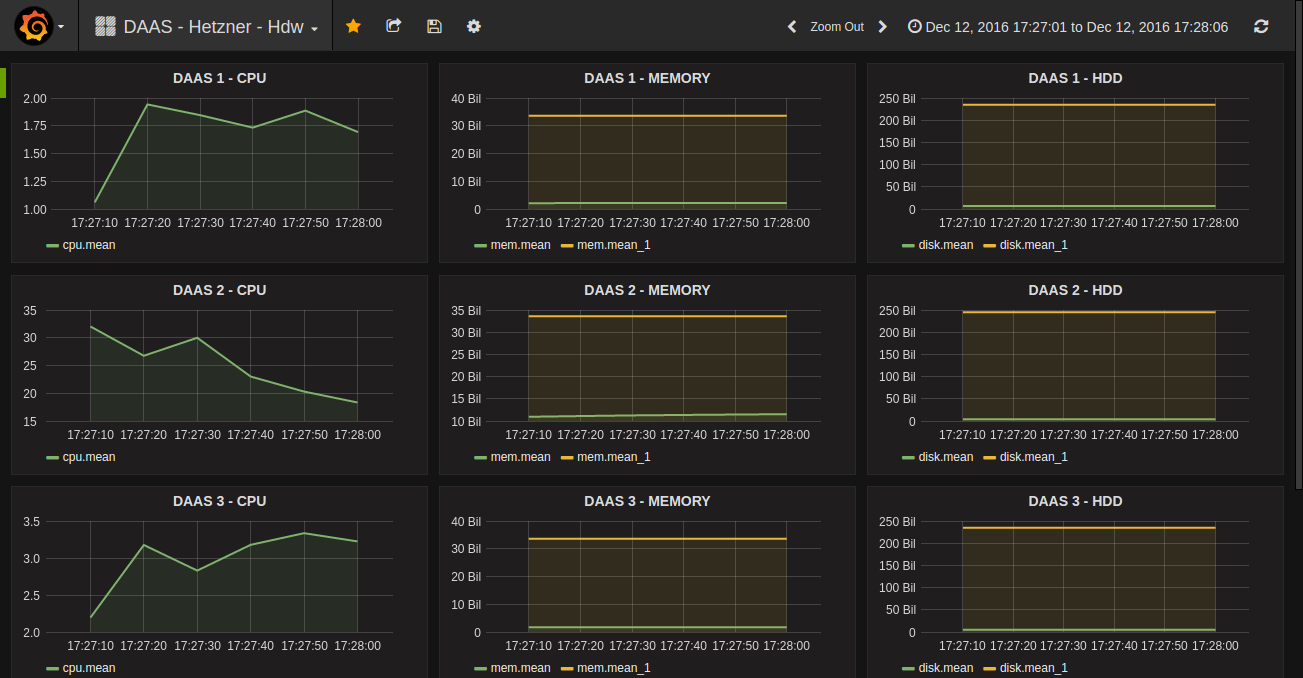 DAAS - Hetzner - Hdw
Zoom Out
Dec 12, 2016 17:27:01 to Dec 12, 2016 17:28:06
DAAS 1 - CPU
2.00
1.75
1.50
1.25
1.00
17:27:10 17:27:20 17:27:30 17:27:40 17:27:50 17:28:00
cpu.mean
DAAS 1 - MEMORY
40 Bil
30 Bil
20 Bil
10 Bil
0
17:27:10 17:27:20 17:27:30 17:27:40 17:27:50 17:28:00
mem.mean mem.mean_1
DAAS 1 - HDD
250 Bil
200 Bil
150 Bil
100 Bil
50 Bil
0
17:27:10 17:27:20 17:27:30 17:27:40 17:27:50 17:28:00
disk.mean disk.mean_1
DAAS 2 - CPU
35
30
25
20
15
17:27:10 17:27:20 17:27:30 17:27:40 17:27:50 17:28:00
cpu.mean
DAAS 2 - MEMORY
35 Bil
30 Bil
25 Bil
20 Bil
15 Bil
10 Bil
17:27:10 17:27:20 17:27:30 17:27:40 17:27:50 17:28:00
mem.mean mem.mean_1
DAAS 2 - HDD
250 Bil
200 Bil
150 Bil
100 Bil
50 Bil
0
17:27:10 17:27:20 17:27:30 17:27:40 17:27:50 17:28:00
disk.mean disk.mean_1
DAAS 3 - CPU
3.5
3.0
2.5
2.0
17:27:10 17:27:20 17:27:30 17:27:40 17:27:50 17:28:00
cpu.mean
DAAS 3 - MEMORY
40 Bil
30 Bil
20 Bil
10 Bil
0
17:27:10 17:27:20 17:27:30 17:27:40 17:27:50 17:28:00
mem.mean mem.mean_1
DAAS 3 - HDD
250 Bil
200 Bil
150 Bil
100 Bil
50 Bil
0
17:27:10 17:27:20 17:27:30 17:27:40 17:27:50 17:28:00
disk.mean disk.mean_1